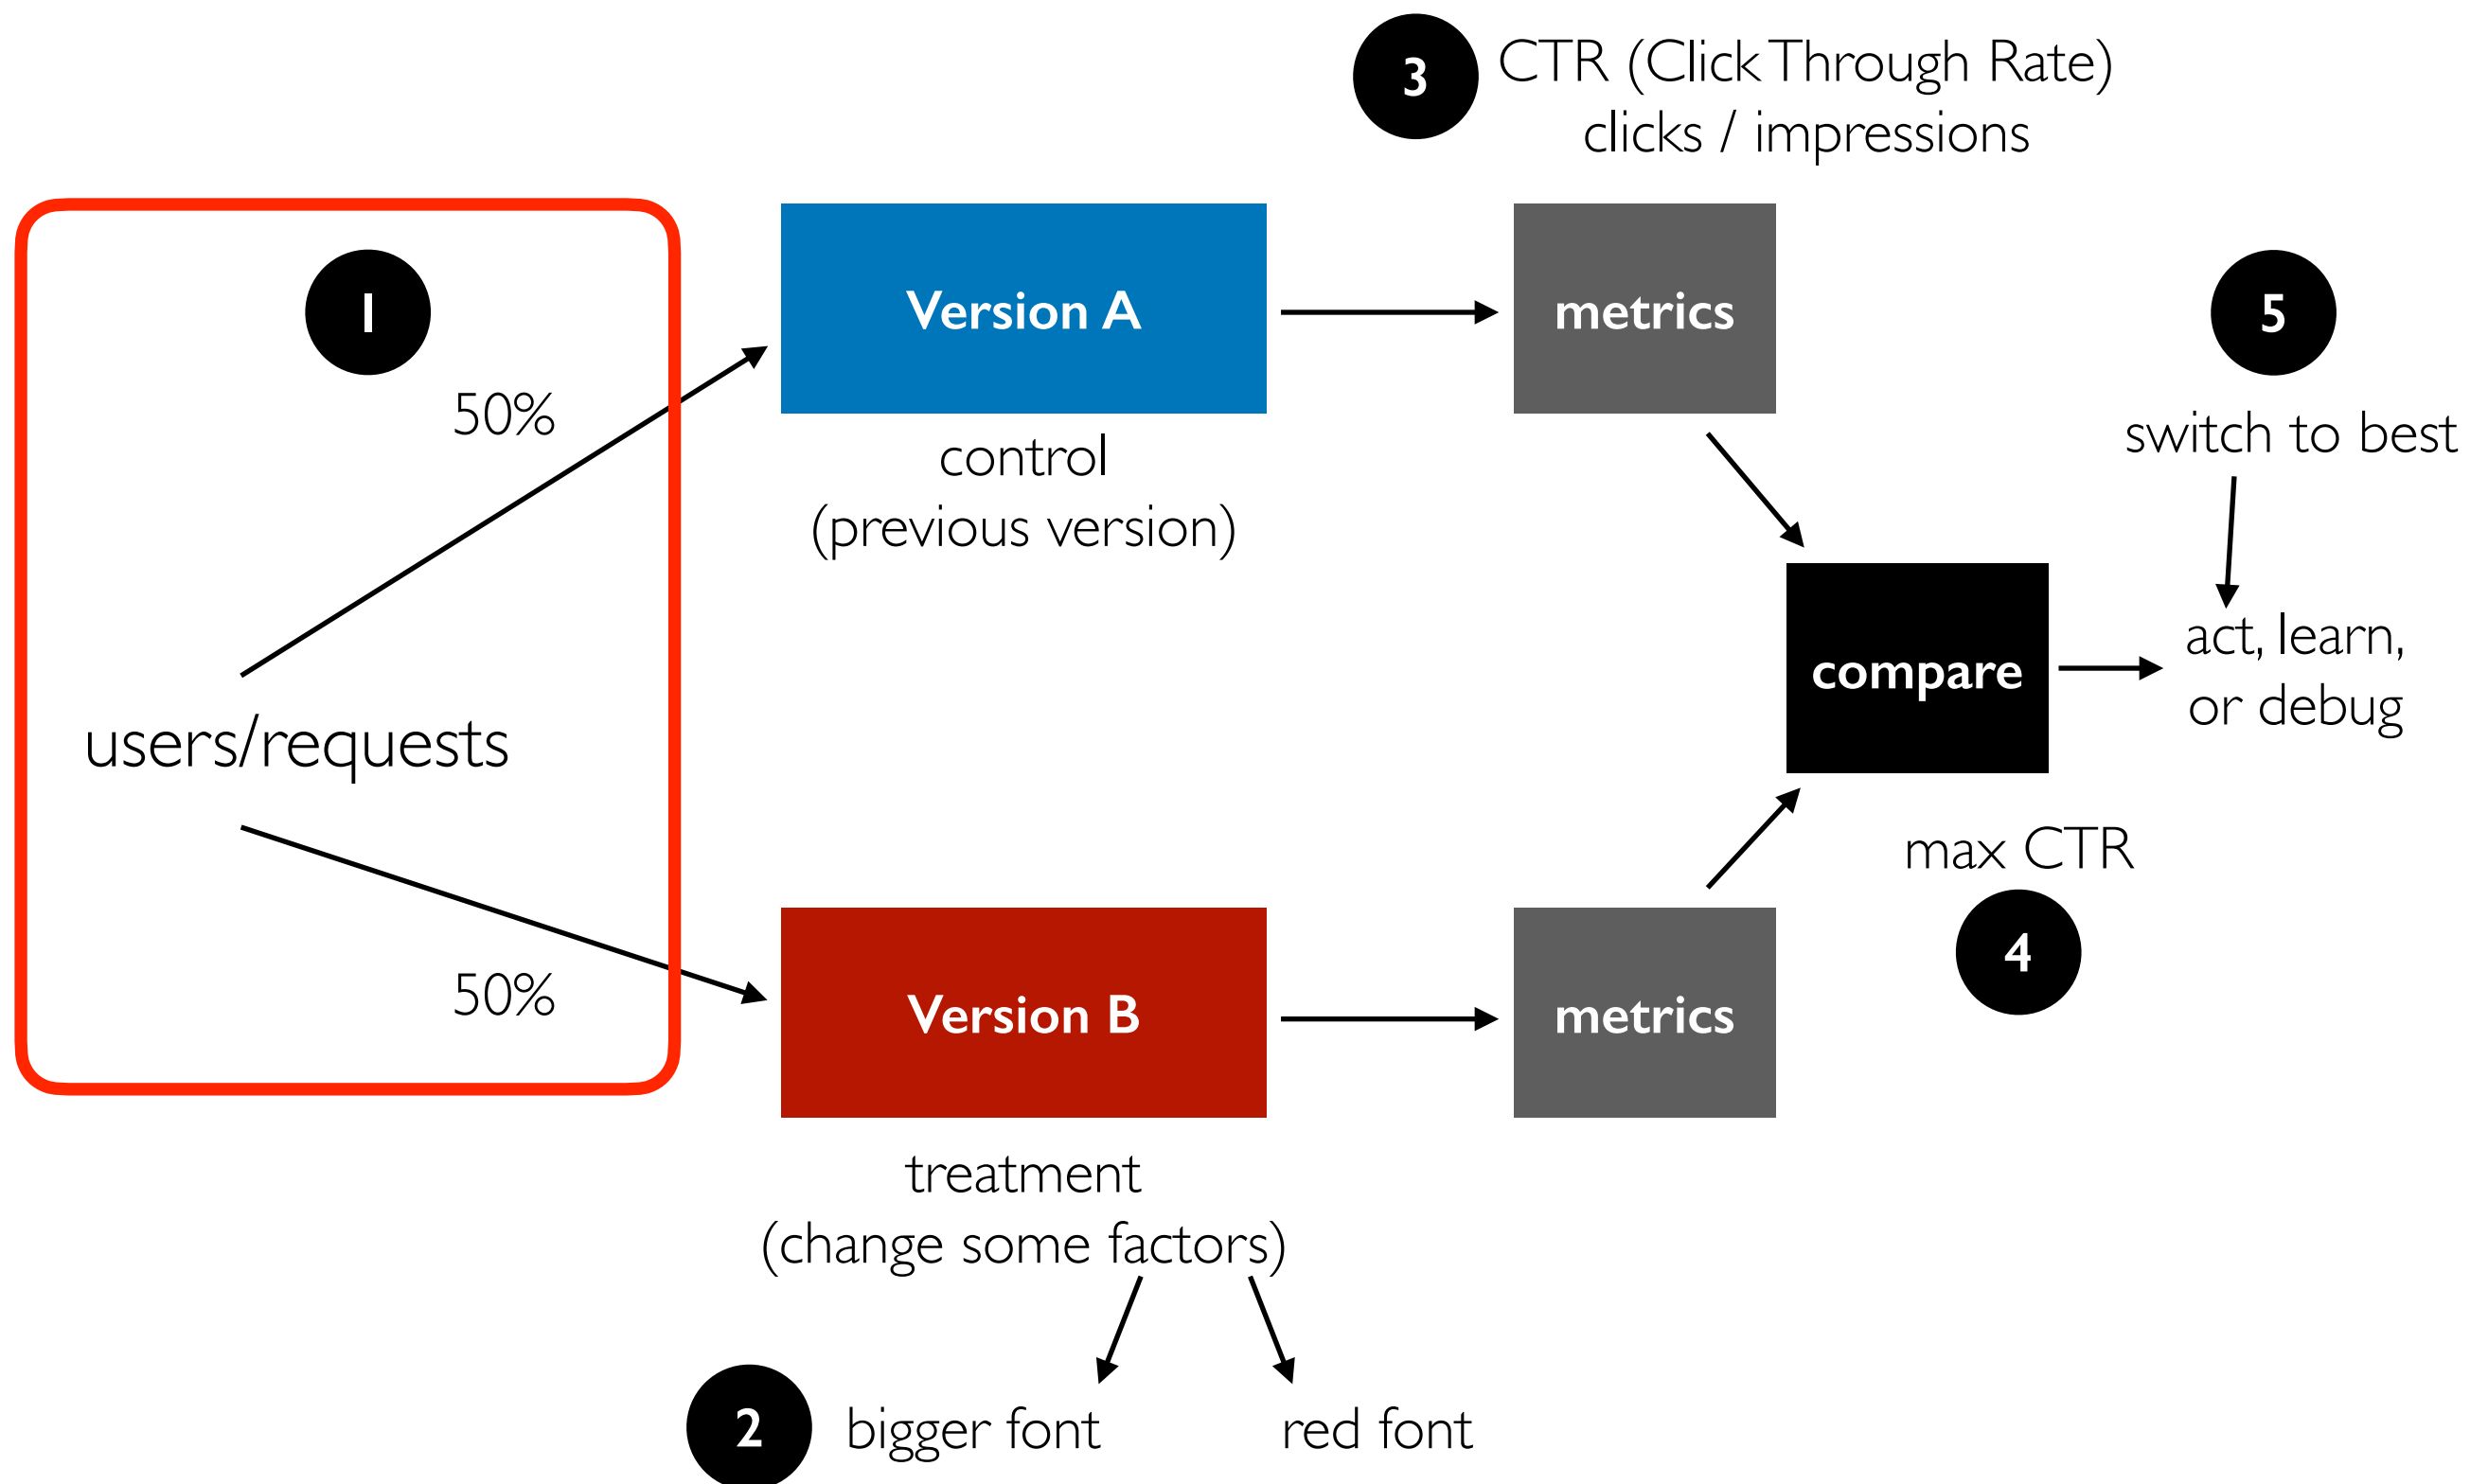 3
CTR (Click Through Rate)
clicks / impressions
1
50%
Version A
metrics
5
control
(previous version)
switch to best
users/requests
compare
act, learn,
or debug
max CTR
4
50%
Version B
metrics
treatment
(change some factors)
2
bigger font
red font